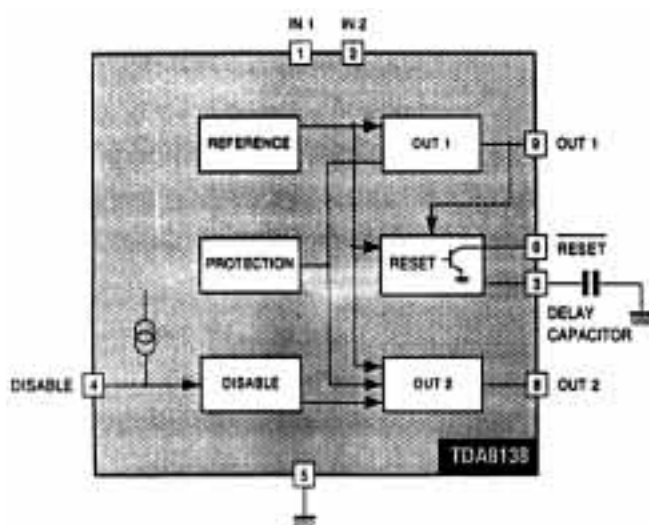 IN 1 IN 2
1 2
REFERENCE OUT 1 9 OUT 1
PROTECTION RESET 6 RESET
3
DELAY
CAPACITOR
DISABLE 4 DISABLE OUT 2 8 OUT 2
TDA8138
5